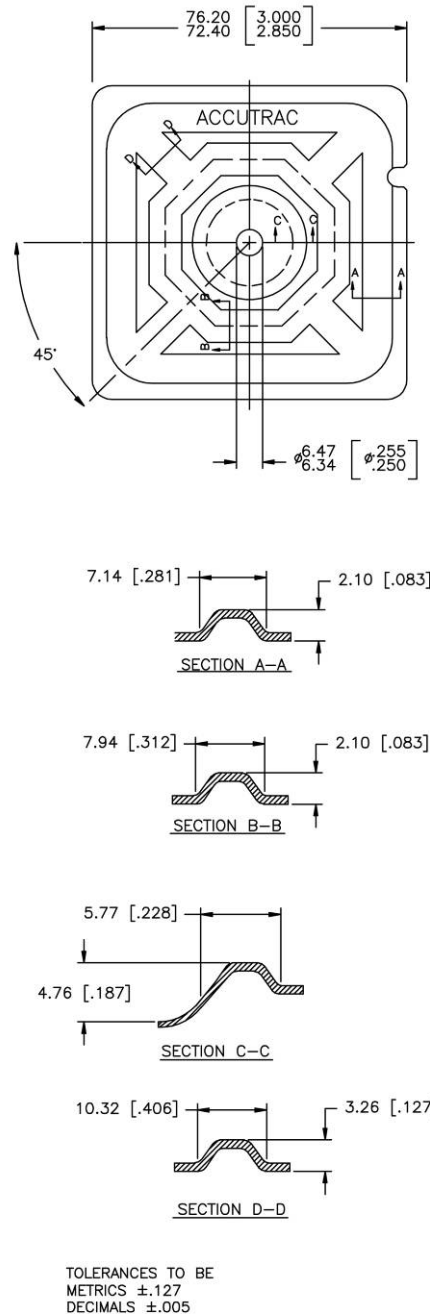 76.20 [3.000]
72.40 [2.850]
ACCUTRAC
D
D
C C
A A
B
B
45°
ø6.47 [ø.255]
6.34 [.250]
7.14 [.281]
2.10 [.083]
SECTION A-A
7.94 [.312]
2.10 [.083]
SECTION B-B
5.77 [.228]
4.76 [.187]
SECTION C-C
10.32 [.406]
3.26 [.127
SECTION D-D
TOLERANCES TO BE
METRICS ±.127
DECIMALS ±.005